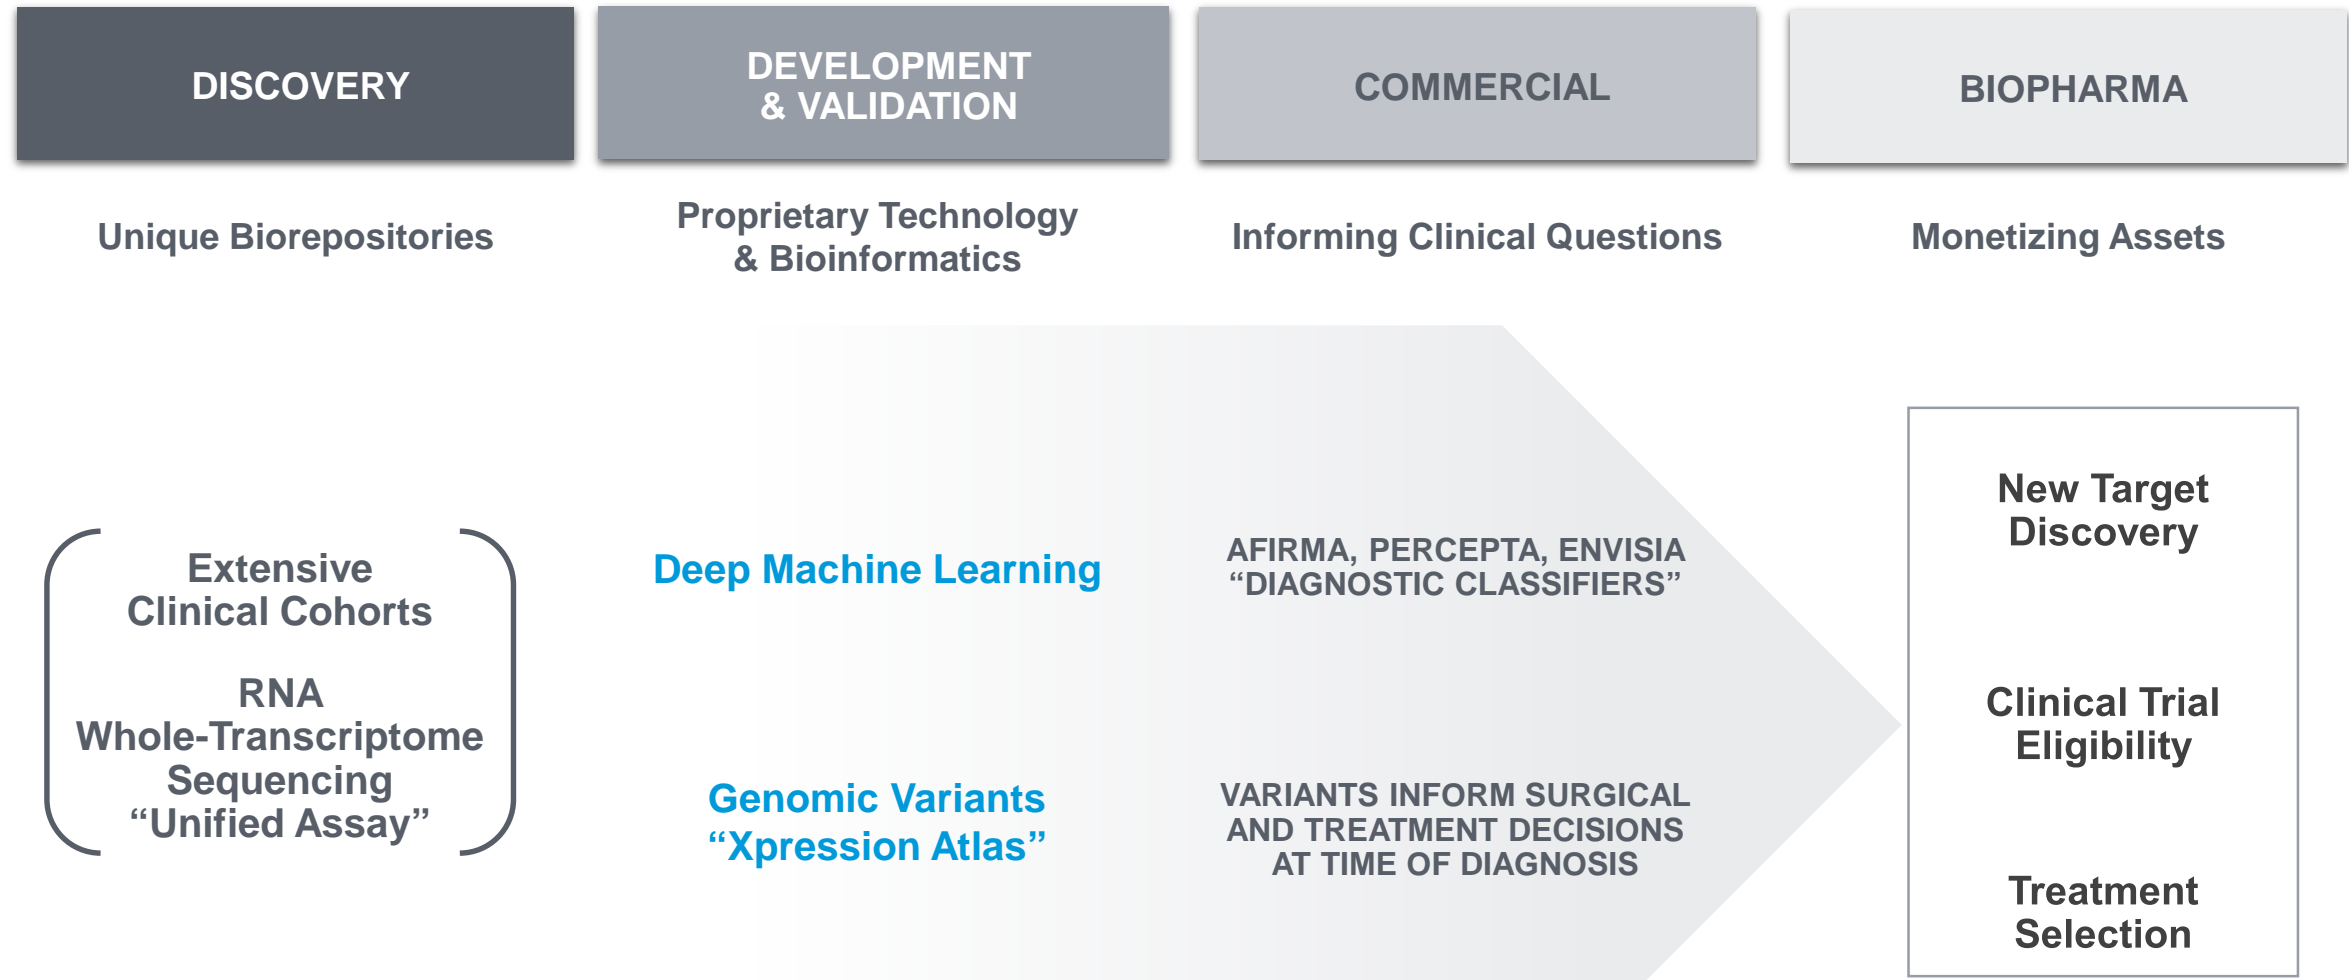 DISCOVERY
DEVELOPMENT
& VALIDATION
COMMERCIAL
BIOPHARMA
Unique Biorepositories
Proprietary Technology
& Bioinformatics
Informing Clinical Questions
Monetizing Assets
Extensive
Clinical Cohorts
RNA
Whole-Transcriptome
Sequencing
“Unified Assay”
Deep Machine Learning
Genomic Variants
“Xpression Atlas”
AFIRMA, PERCEPTA, ENVISIA
“DIAGNOSTIC CLASSIFIERS”
VARIANTS INFORM SURGICAL
AND TREATMENT DECISIONS
AT TIME OF DIAGNOSIS
New Target
Discovery
Clinical Trial
Eligibility
Treatment
Selection